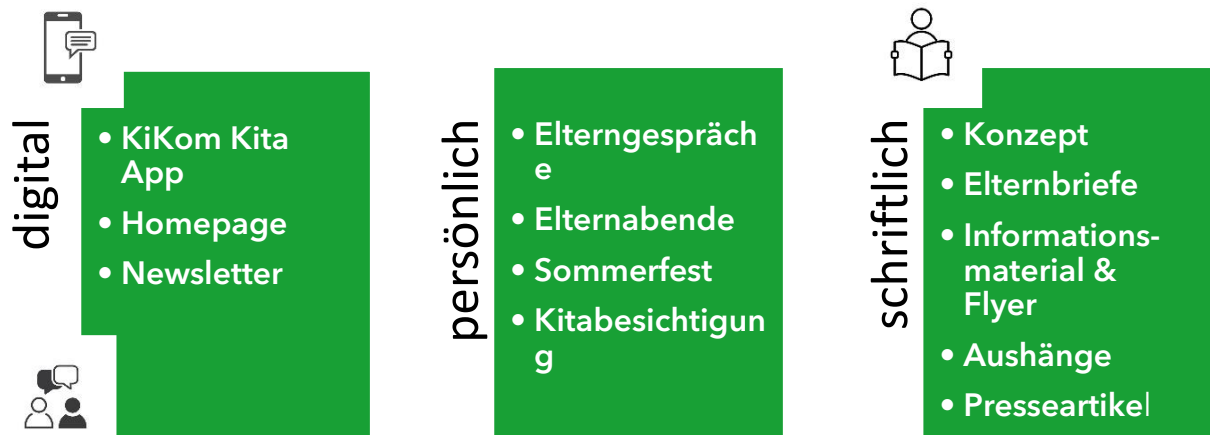 digital
• KiKom Kita
App
• Homepage
• Newsletter
persönlich
• Elterngespräch
e
• Elternabende
• Sommerfest
• Kitabesichtigun
g
schriftlich
• Konzept
• Elternbriefe
• Informations-
material &
Flyer
• Aushänge
• Presseartikel